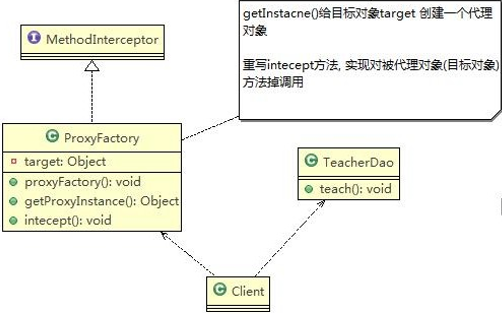 MethodInterceptor
getInstacne()给目标对象target 创建一个代理
对象
重写intecept方法, 实现对被代理对象(目标对象)
方法掉调用
ProxyFactory
target: Object
proxyFactory(): void
getProxyInstance(): Object
intecept(): void
TeacherDao
teach(): void
Client